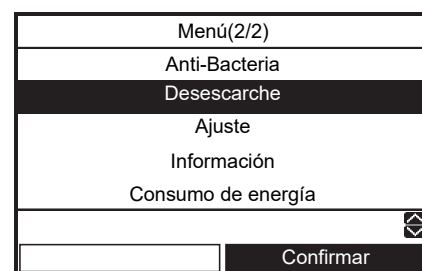 Menú(2/2)
Anti-Bacteria
Desescarche
Ajuste
Información
Consumo de energía
Confirmar